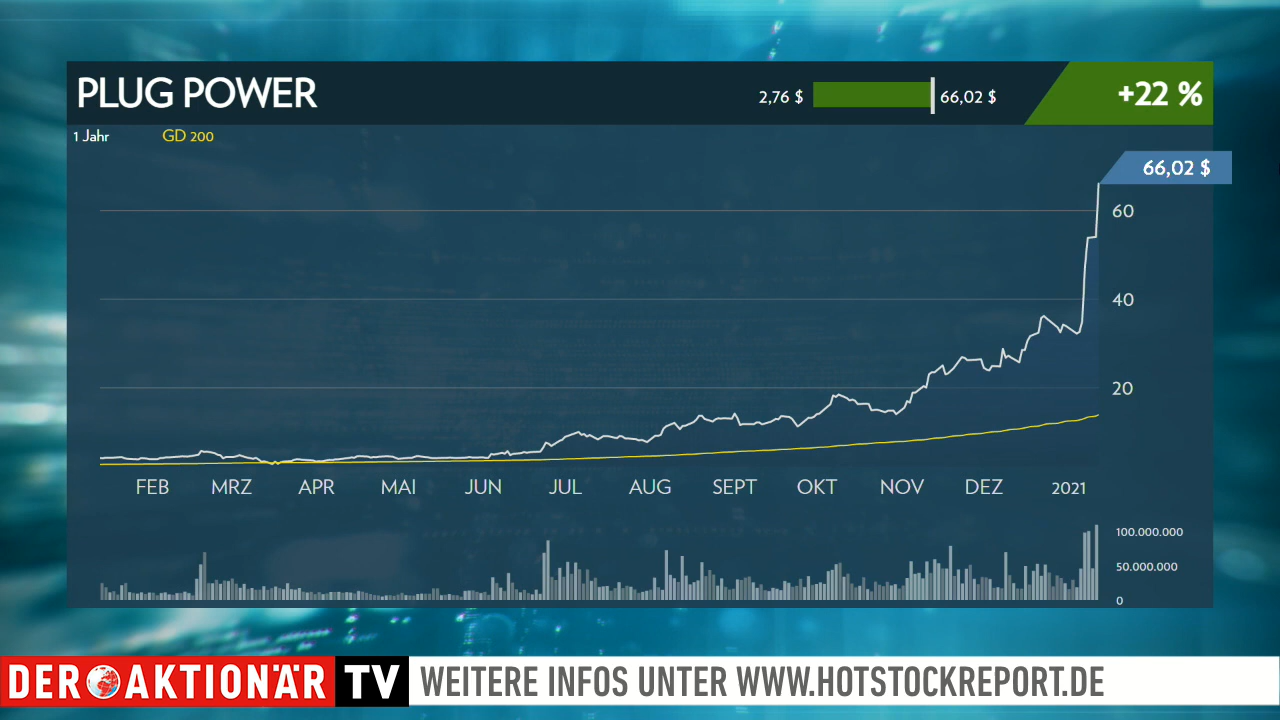 PLUG POWER
2,76 $ 66,02 $
+22 %
1 Jahr GD 200
66,02 $
60
40
20
FEB MRZ APR MAI JUN JUL AUG SEPT OKT NOV DEZ 2021
100.000.000
50.000.000
0
DER AKTIONÄR TV WEITERE INFOS UNTER WWW.HOTSTOCKREPORT.DE